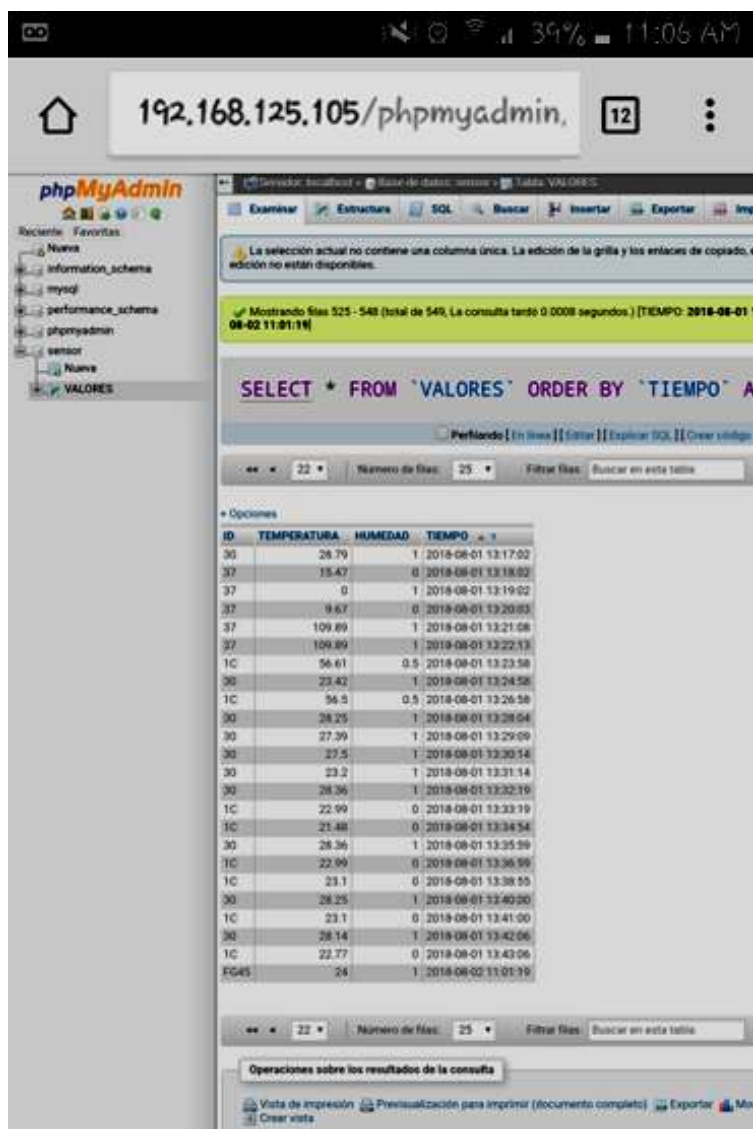 39% 11:06 AM
192.168.125.105/phpmyadmin,
12
phpMyAdmin
Reciente Favoritas
Nueva
information_schema
mysql
performance_schema
phpmyadmin
sensor
Nueva
VALORES
Servidor: localhost » Base de datos: sensor » Tabla: VALORES
Examinar Estructura SQL Buscar Insertar Exportar Imp
La selección actual no contiene una columna única. La edición de la grilla y los enlaces de copiado, e
edición no están disponibles.
Mostrando filas 525 - 548 (total de 549, La consulta tardó 0.0008 segundos.) [TIEMPO: 2018-08-01 1
08-02 11:01:19]
SELECT * FROM `VALORES` ORDER BY `TIEMPO` A
Perfilando [En línea] [Editar] [Explicar SQL] [Crear código
22 Número de filas: 25 Filtrar filas: Buscar en esta tabla
+ Opciones
ID TEMPERATURA HUMEDAD TIEMPO
30 28.79 1 2018-08-01 13:17:02
37 15.47 0 2018-08-01 13:18:02
37 0 1 2018-08-01 13:19:02
37 9.67 0 2018-08-01 13:20:03
37 109.89 1 2018-08-01 13:21:08
37 109.89 1 2018-08-01 13:22:13
1C 56.61 0.5 2018-08-01 13:23:58
30 23.42 1 2018-08-01 13:24:58
1C 56.5 0.5 2018-08-01 13:26:58
30 28.25 1 2018-08-01 13:28:04
30 27.39 1 2018-08-01 13:29:09
30 27.5 1 2018-08-01 13:30:14
30 23.2 1 2018-08-01 13:31:14
30 28.36 1 2018-08-01 13:32:19
1C 22.99 0 2018-08-01 13:33:19
1C 21.48 0 2018-08-01 13:34:54
30 28.36 1 2018-08-01 13:35:59
1C 22.99 0 2018-08-01 13:36:59
1C 23.1 0 2018-08-01 13:38:55
30 28.25 1 2018-08-01 13:40:00
1C 23.1 0 2018-08-01 13:41:00
30 28.14 1 2018-08-01 13:42:06
1C 22.77 0 2018-08-01 13:43:06
FG45 24 1 2018-08-02 11:01:19
22 Número de filas: 25 Filtrar filas: Buscar en esta tabla
Operaciones sobre los resultados de la consulta
Vista de impresión Previsualización para imprimir (documento completo) Exportar Mo
Crear vista